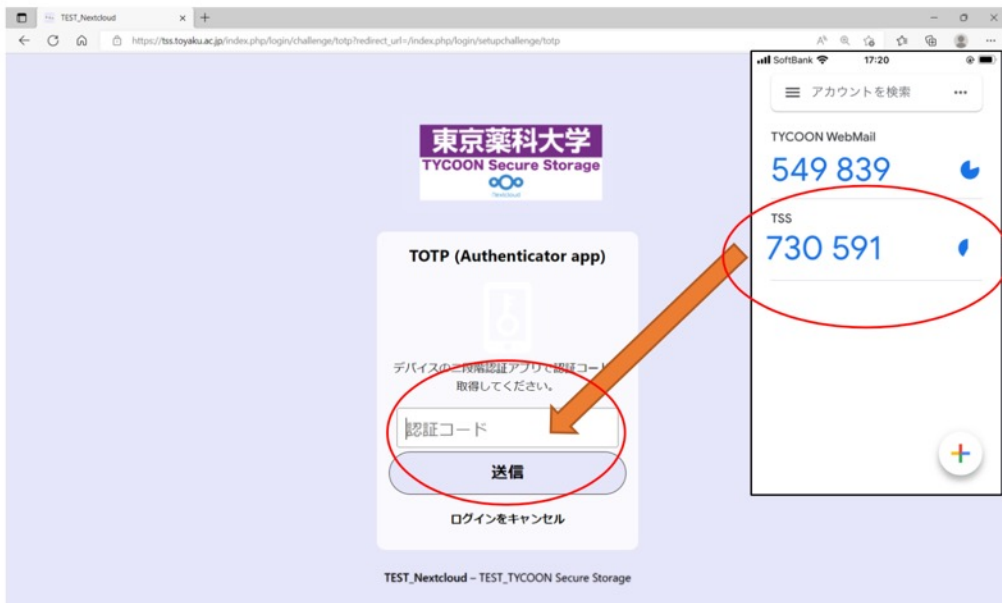 TEST_Nextcloud
https://tss.toyaku.ac.jp/index.php/login/challenge/totp?redirect_url=/index.php/login/setupchallenge/totp
東京薬科大学
TYCOON Secure Storage
Nextcloud
TOTP (Authenticator app)
デバイスの二段階認証アプリで認証コー
取得してください。
認証コード
送信
ログインをキャンセル
TEST_Nextcloud – TEST_TYCOON Secure Storage
SoftBank 17:20
アカウントを検索
TYCOON WebMail
549 839
TSS
730 591